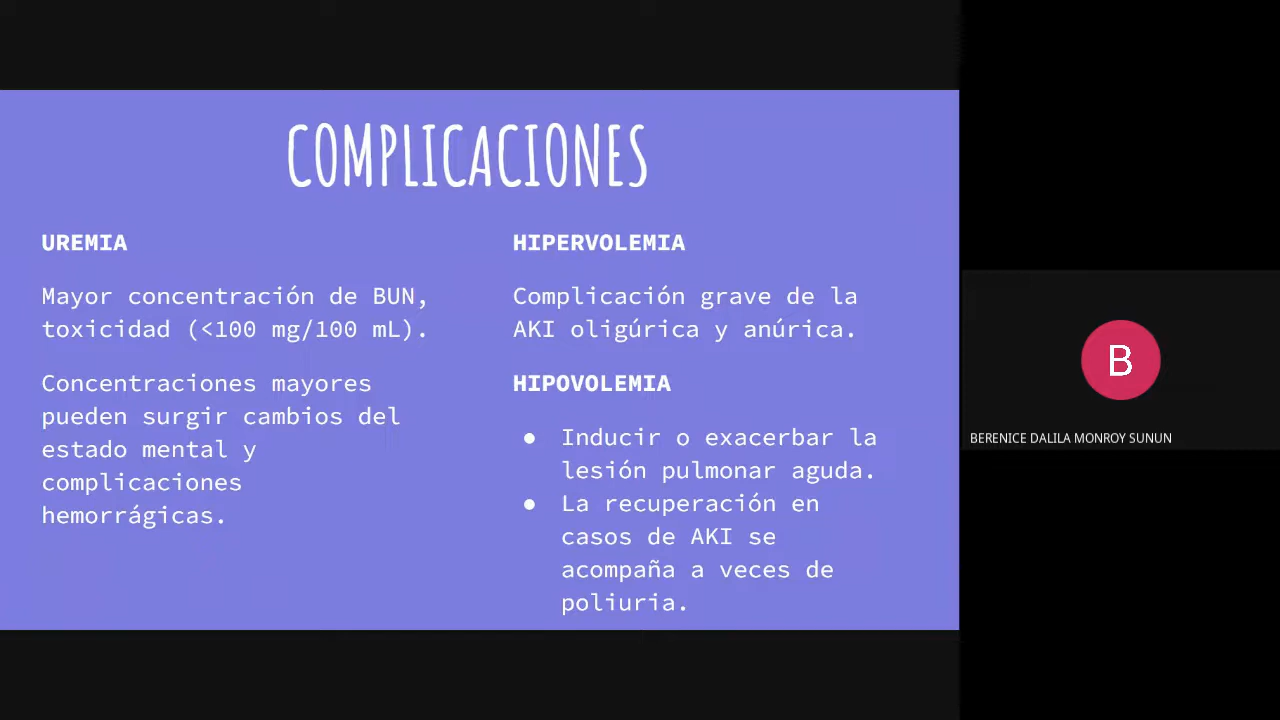 COMPLICACIONES
UREMIA
Mayor concentración de BUN,
toxicidad (<100 mg/100 mL).
Concentraciones mayores
pueden surgir cambios del
estado mental y
complicaciones
hemorrágicas.
HIPERVOLEMIA
Complicación grave de la
AKI oligúrica y anúrica.
HIPOVOLEMIA
● Inducir o exacerbar la
lesión pulmonar aguda.
● La recuperación en
casos de AKI se
acompaña a veces de
poliuria.
B
BERENICE DALILA MONROY SUNUN